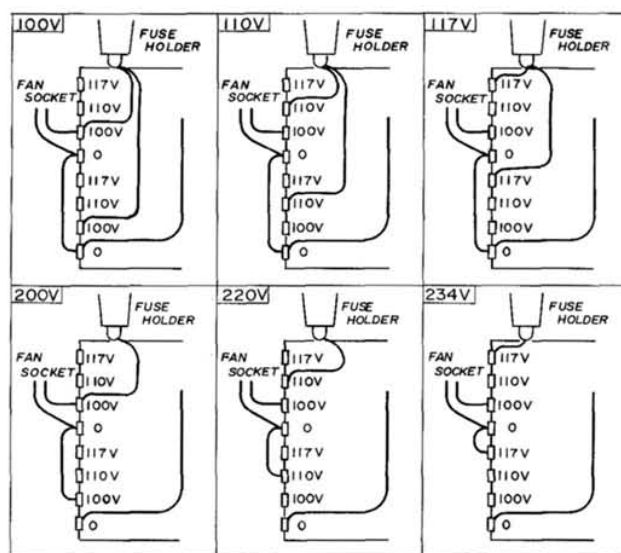 100V
FUSE
HOLDER
FAN
SOCKET
117V
110V
100V
0
117V
110V
100V
0
110V
FUSE
HOLDER
FAN
SOCKET
117V
110V
100V
0
117V
110V
100V
0
117V
FUSE
HOLDER
FAN
SOCKET
117V
110V
100V
0
117V
110V
100V
0
200V
FUSE
HOLDER
FAN
SOCKET
117V
110V
100V
0
117V
110V
100V
0
220V
FUSE
HOLDER
FAN
SOCKET
117V
110V
100V
0
117V
110V
100V
0
234V
FUSE
HOLDER
FAN
SOCKET
117V
110V
100V
0
117V
110V
100V
0